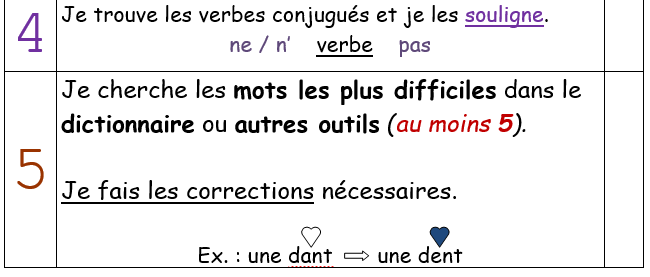 4
Je trouve les verbes conjugués et je les souligne.
ne / n’ verbe pas
5
Je cherche les mots les plus difficiles dans le
dictionnaire ou autres outils (au moins 5).
Je fais les corrections nécessaires.
Ex. : une dant ⇨ une dent